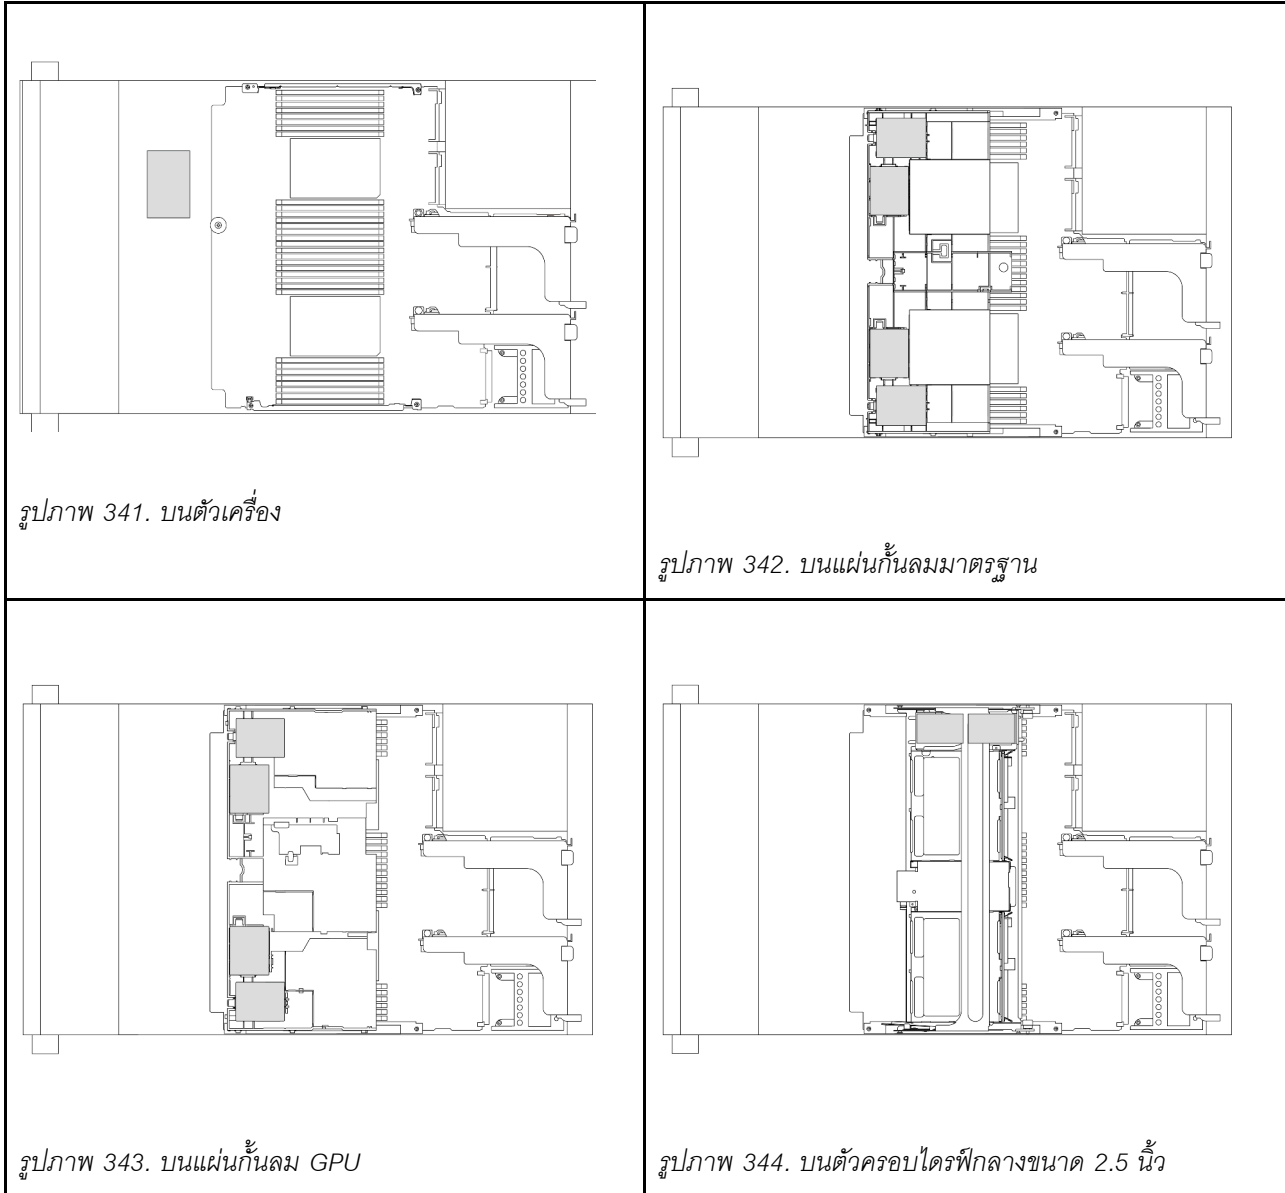 รูปภาพ 341. บนตัวเครื่อง
รูปภาพ 342. บนแผ่นกั้นลมมาตรฐาน
รูปภาพ 343. บนแผ่นกั้นลม GPU
รูปภาพ 344. บนตัวครอบไดรฟ์กลางขนาด 2.5 นิ้ว